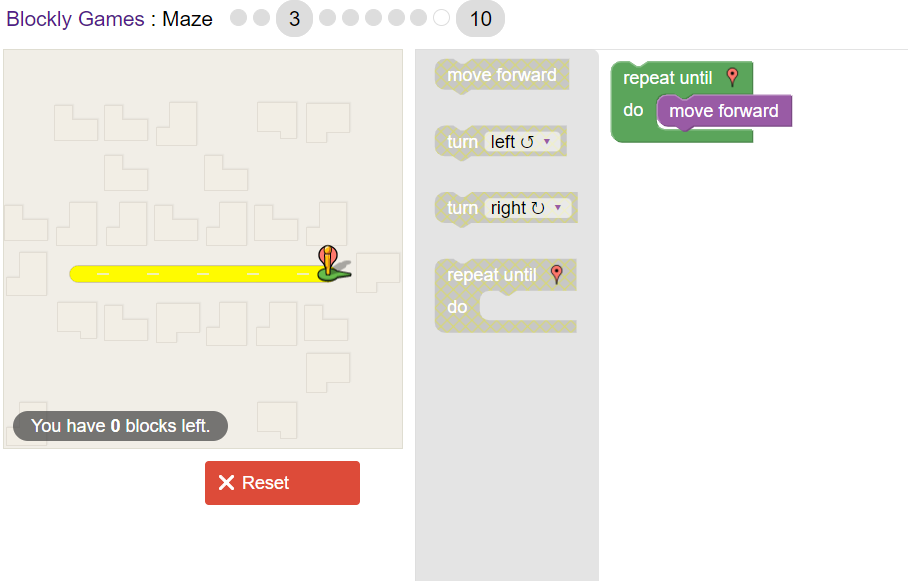 Blockly Games : Maze 3 10
move forward
turn left ↺ ▼
turn right ↻ ▼
repeat until
do
repeat until
do move forward
You have 0 blocks left.
Reset